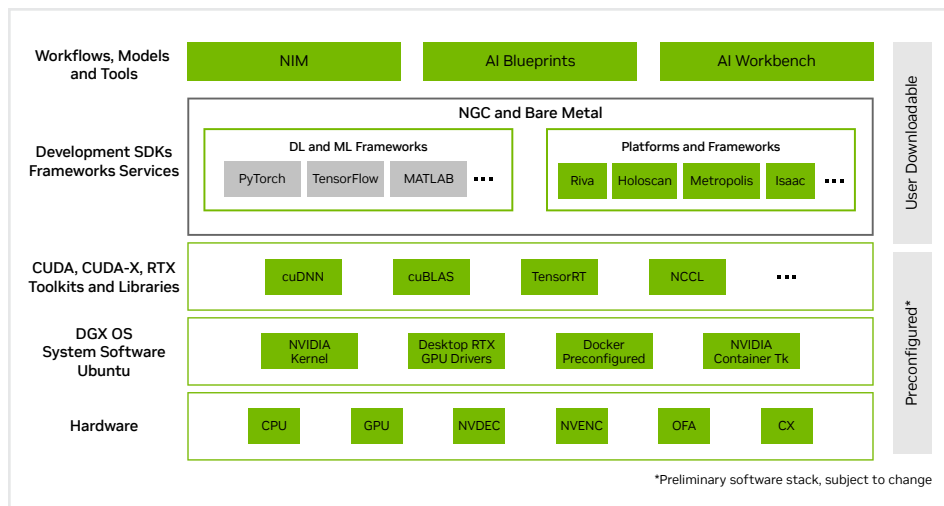 Workflows, Models
and Tools
NIM
AI Blueprints
AI Workbench
User Downloadable
NGC and Bare Metal
Development SDKs
Frameworks Services
DL and ML Frameworks
PyTorch
TensorFlow
MATLAB
...
Platforms and Frameworks
Riva
Holoscan
Metropolis
Isaac
...
CUDA, CUDA-X, RTX
Toolkits and Libraries
cuDNN
cuBLAS
TensorRT
NCCL
...
Preconfigured*
DGX OS
System Software
Ubuntu
NVIDIA
Kernel
Desktop RTX
GPU Drivers
Docker
Preconfigured
NVIDIA
Container Tk
Hardware
CPU
GPU
NVDEC
NVENC
OFA
CX
*Preliminary software stack, subject to change